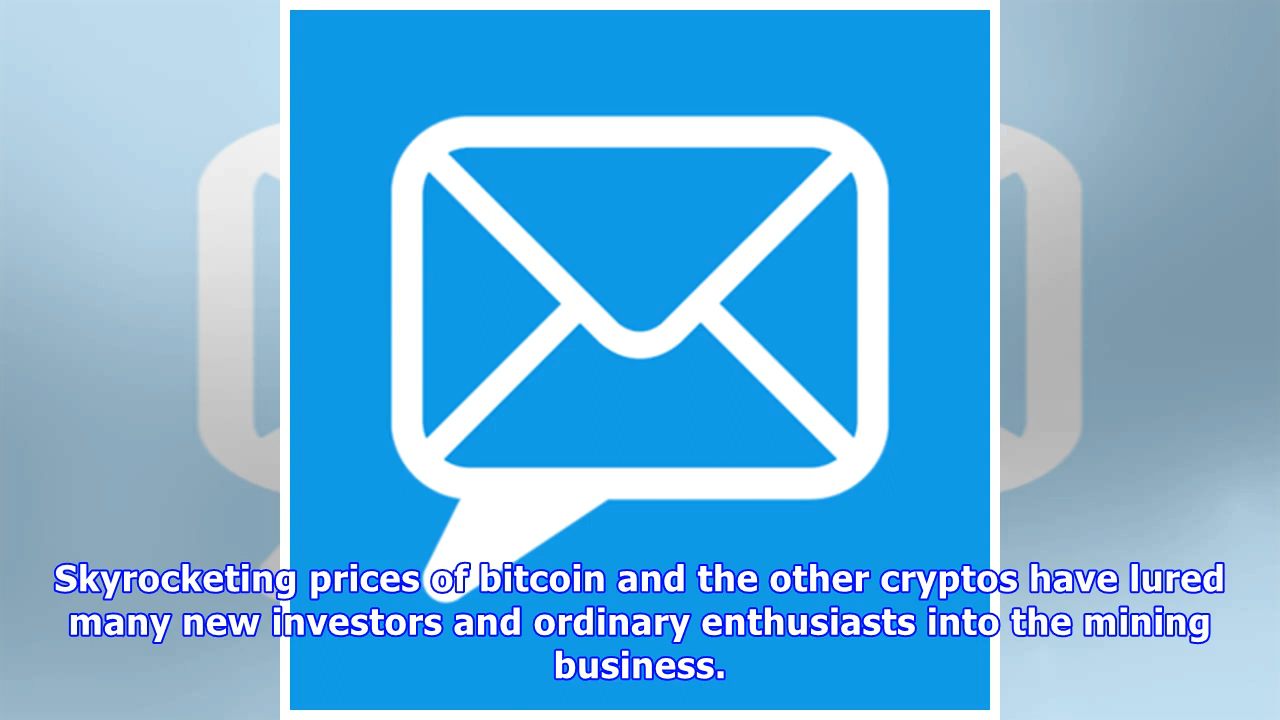 Skyrocketing prices of bitcoin and the other cryptos have lured
many new investors and ordinary enthusiasts into the mining
business.